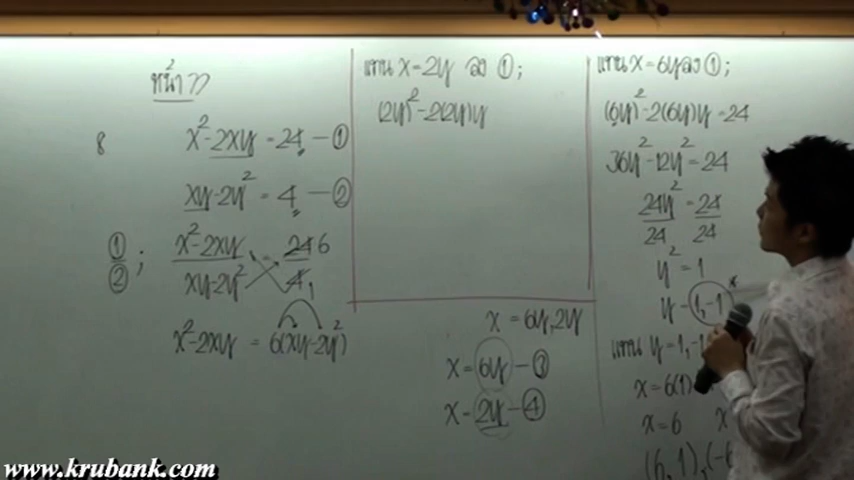 หน้า 77
8 x² - 2xy = 24 — ①
xy - 2y² = 4 — ②
①/② ; (x² - 2xy)/(xy - 2y²) = 24/4 6 1
x² - 2xy = 6(xy - 2y²)
แทน x = 2y ลง ① ;
(2y)² - 2(2y)y
x = 6y, 2y
x = 6y — ③
x = 2y — ④
แทน x = 6y ลง ① ;
(6y)² - 2(6y)y = 24
36y² - 12y² = 24
24y²/24 = 24/24
y² = 1
y = 1, -1 *
แทน y = 1, -1
x = 6(1)
x = 6 x
(6, 1), (-6
www.krubank.com